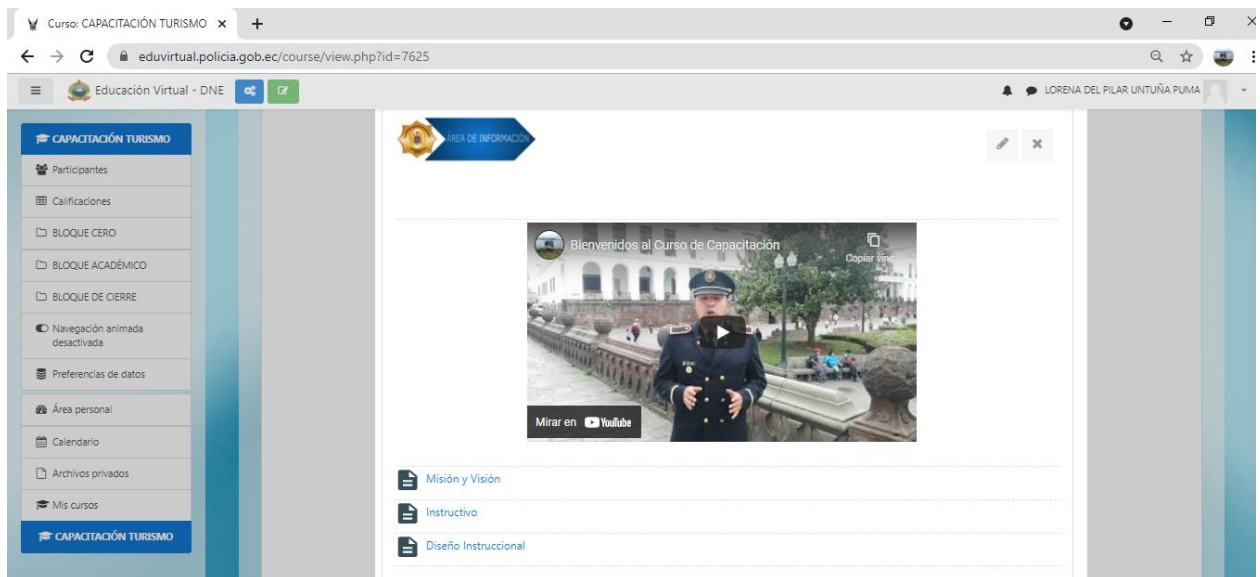 Curso: CAPACITACIÓN TURISMO
eduvirtual.policia.gob.ec/course/view.php?id=7625
Educación Virtual - DNE
LORENA DEL PILAR UNTUÑA PUMA
CAPACITACIÓN TURISMO
Participantes
Calificaciones
BLOQUE CERO
BLOQUE ACADÉMICO
BLOQUE DE CIERRE
Navegación animada
desactivada
Preferencias de datos
Área personal
Calendario
Archivos privados
Mis cursos
CAPACITACIÓN TURISMO
ÁREA DE INFORMACIÓN
Bienvenidos al Curso de Capacitación
Copiar vínc
Mirar en YouTube
Misión y Visión
Instructivo
Diseño Instruccional